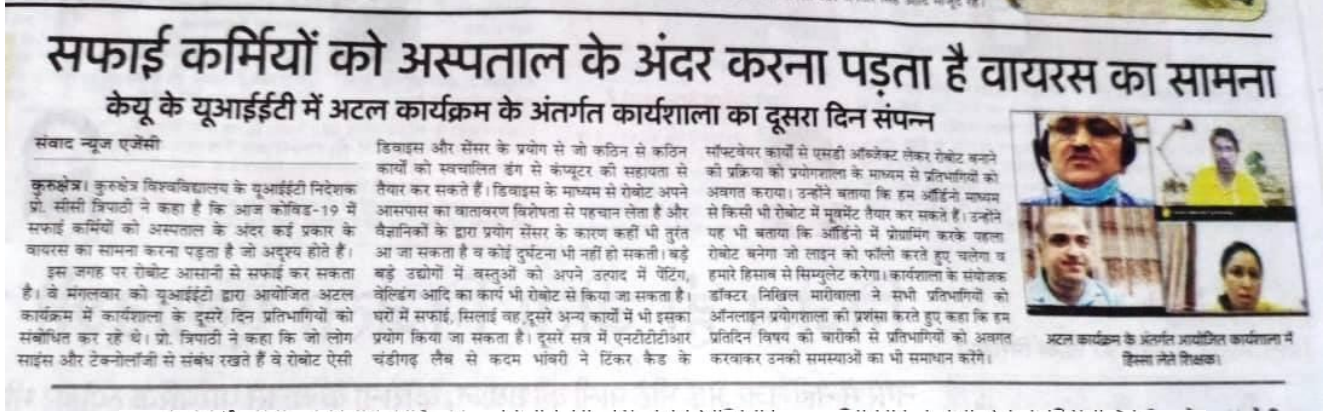 सफाई कर्मियों को अस्पताल के अंदर करना पड़ता है वायरस का सामना
केयू के यूआईईटी में अटल कार्यक्रम के अंतर्गत कार्यशाला का दूसरा दिन संपन्न
संवाद न्यूज एजेंसी
कुरुक्षेत्र। कुरुक्षेत्र विश्वविद्यालय के यूआईईटी निदेशक
प्रो. सीसी त्रिपाठी ने कहा है कि आज कोविड-19 में
सफाई कर्मियों को अस्पताल के अंदर कई प्रकार के
वायरस का सामना करना पड़ता है जो अदृश्य होते हैं।
इस जगह पर रोबोट आसानी से सफाई कर सकता
है। वे मंगलवार को यूआईईटी द्वारा आयोजित अटल
कार्यक्रम में कार्यशाला के दूसरे दिन प्रतिभागियों को
संबोधित कर रहे थे। प्रो. त्रिपाठी ने कहा कि जो लोग
साइंस और टेक्नोलॉजी से संबंध रखते हैं वे रोबोट ऐसी
डिवाइस और सेंसर के प्रयोग से जो कठिन से कठिन
कार्यों को स्वचालित ढंग से कंप्यूटर की सहायता से
तैयार कर सकते हैं। डिवाइस के माध्यम से रोबोट अपने
आसपास का वातावरण विशेषता से पहचान लेता है और
वैज्ञानिकों के द्वारा प्रयोग सेंसर के कारण कहीं भी तुरंत
आ जा सकता है व कोई दुर्घटना भी नहीं हो सकती। बड़े
बड़े उद्योगों में वस्तुओं को अपने उत्पाद में पेंटिंग,
वेल्डिंग आदि का कार्य भी रोबोट से किया जा सकता है।
घरों में सफाई, सिलाई वह,दूसरे अन्य कार्यों में भी इसका
प्रयोग किया जा सकता है। दूसरे सत्र में एनटीटीटीआर
चंडीगढ़ लैब से कदम भांबरी ने टिंकर कैड के
सॉफ्टवेयर कार्यों से एसडी ऑब्जेक्ट लेकर रोबोट बनाने
की प्रक्रिया को प्रयोगशाला के माध्यम से प्रतिभागियों को
अवगत कराया। उन्होंने बताया कि हम ऑर्डिनो माध्यम
से किसी भी रोबोट में मूवमेंट तैयार कर सकते हैं। उन्होंने
यह भी बताया कि ऑर्डिनो में प्रोग्रामिंग करके पहला
रोबोट बनेगा जो लाइन को फॉलो करते हुए चलेगा व
हमारे हिसाब से सिम्युलेट करेगा। कार्यशाला के संयोजक
डॉक्टर निखिल मारीवाला ने सभी प्रतिभागियों को
ऑनलाइन प्रयोगशाला की प्रशंसा करते हुए कहा कि हम
प्रतिदिन विषय की बारीकी से प्रतिभागियों को अवगत
करवाकर उनकी समस्याओं का भी समाधान करेंगे।
अटल कार्यक्रम के अंतर्गत आयोजित कार्यशाला में
हिस्सा लेते शिक्षक।